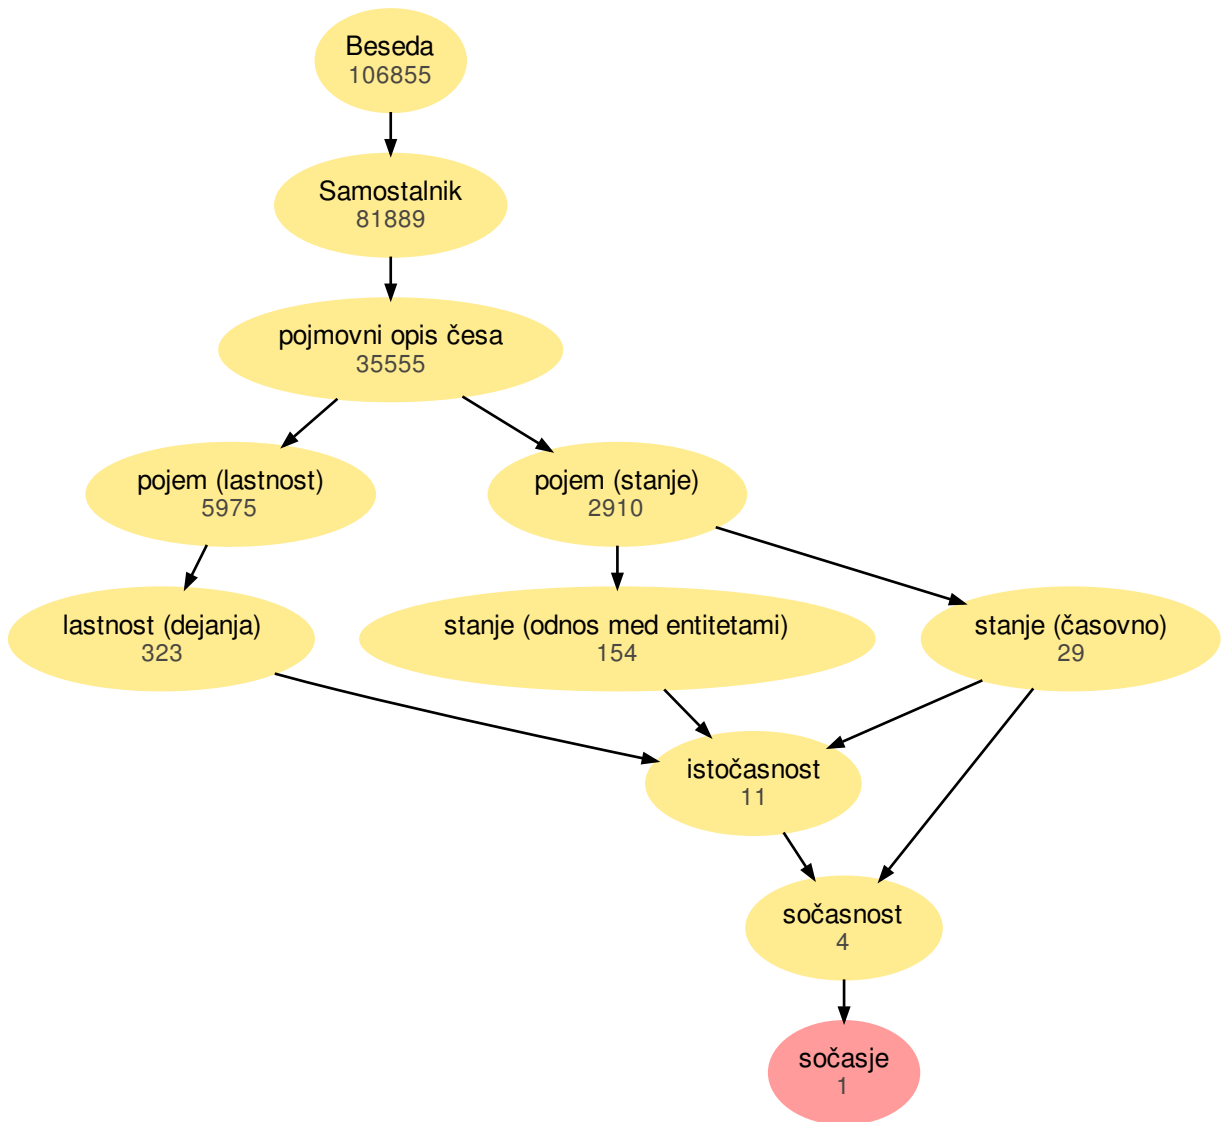 Beseda
106855
Samostalnik
81889
pojmovni opis česa
35555
pojem (lastnost)
5975
pojem (stanje)
2910
lastnost (dejanja)
323
stanje (odnos med entitetami)
154
stanje (časovno)
29
istočasnost
11
sočasnost
4
sočasje
1